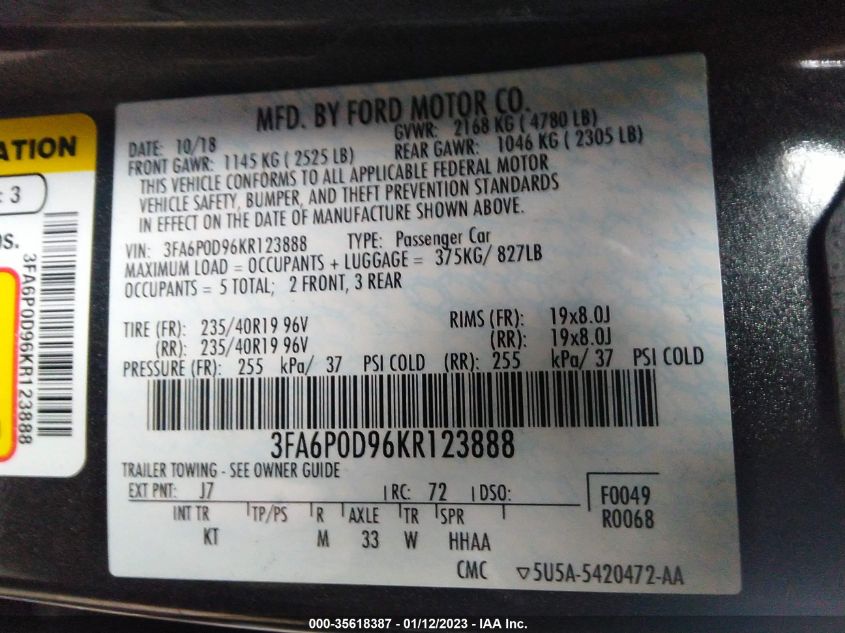 MFD. BY FORD MOTOR CO.
DATE: 10/18 GVWR: 2168 KG ( 4780 LB)
FRONT GAWR: 1145 KG ( 2525 LB) REAR GAWR: 1046 KG ( 2305 LB)
THIS VEHICLE CONFORMS TO ALL APPLICABLE FEDERAL MOTOR
VEHICLE SAFETY, BUMPER, AND THEFT PREVENTION STANDARDS
IN EFFECT ON THE DATE OF MANUFACTURE SHOWN ABOVE.
VIN: 3FA6P0D96KR123888 TYPE: Passenger Car
MAXIMUM LOAD = OCCUPANTS + LUGGAGE = 375KG/ 827LB
OCCUPANTS = 5 TOTAL; 2 FRONT, 3 REAR
TIRE (FR): 235/40R19 96V RIMS (FR): 19x8.0J
(RR): 235/40R19 96V (RR): 19x8.0J
PRESSURE (FR): 255 kPa/ 37 PSI COLD (RR): 255 kPa/ 37 PSI COLD
3FA6P0D96KR123888
TRAILER TOWING - SEE OWNER GUIDE
EXT PNT: J7 RC: 72 DSO: F0049
R0068
INT TR TP/PS R AXLE TR SPR
KT M 33 W HHAA
CMC ▽5U5A-5420472-AA
ATION
: 3
os.
3FA6P0D96KR123888
000-35618387 - 01/12/2023 - IAA Inc.